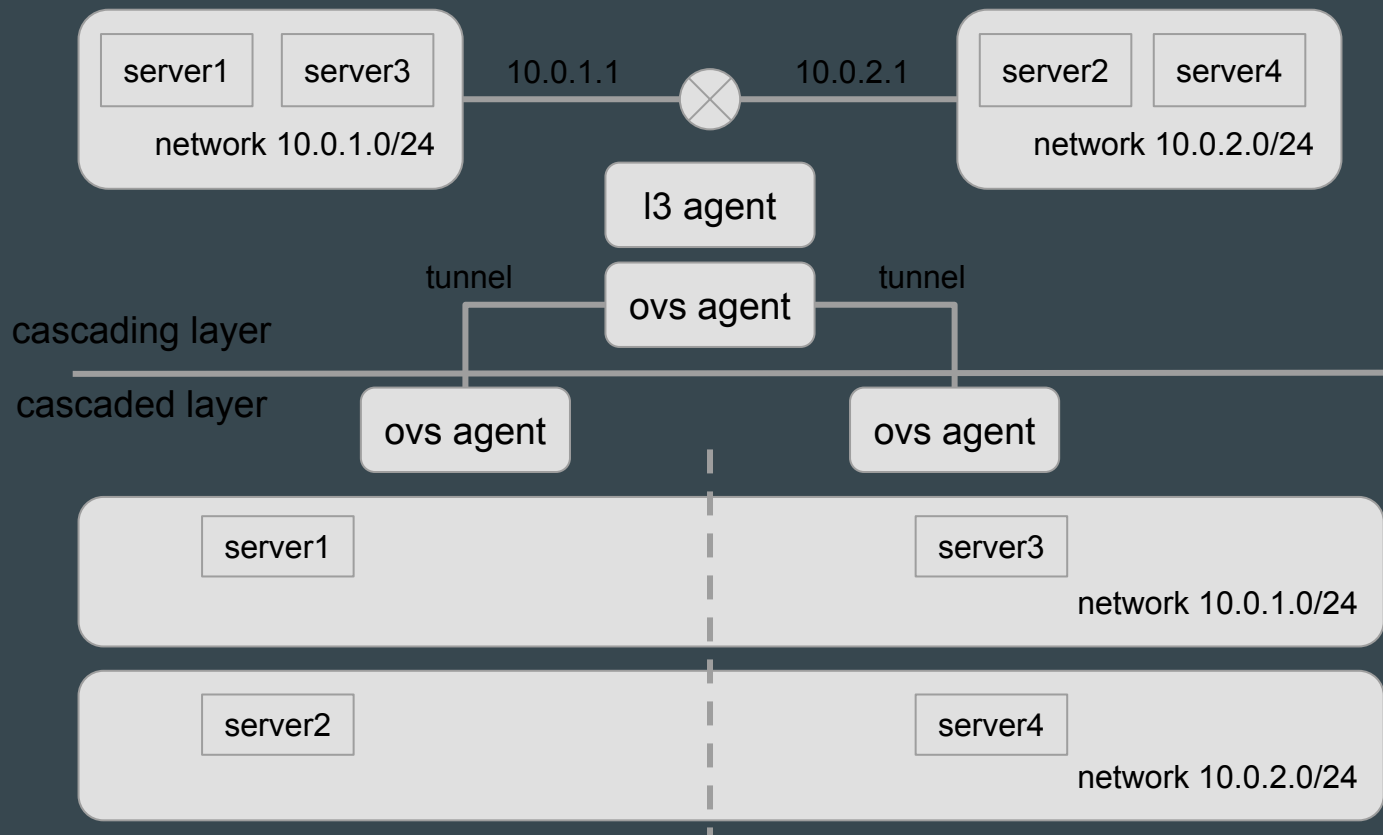 server1
server3
network 10.0.1.0/24
10.0.1.1
10.0.2.1
server2
server4
network 10.0.2.0/24
l3 agent
tunnel
ovs agent
tunnel
cascading layer
cascaded layer
ovs agent
ovs agent
server1
server3
network 10.0.1.0/24
server2
server4
network 10.0.2.0/24